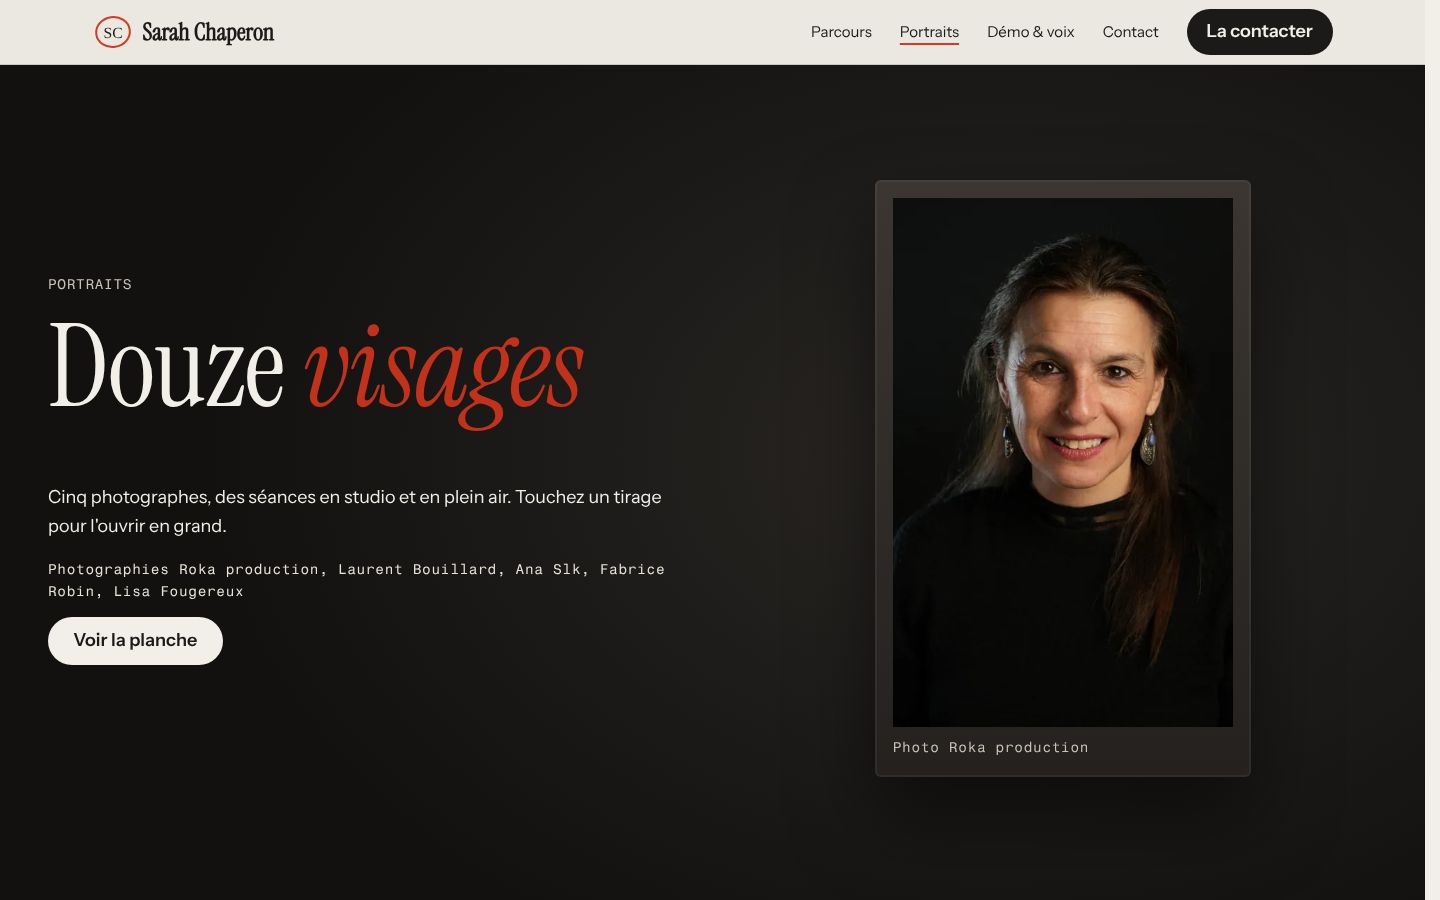 SC
Sarah Chaperon
Parcours
Portraits
Démo & voix
Contact
La contacter
PORTRAITS
Douze visages
Cinq photographes, des séances en studio et en plein air. Touchez un tirage
pour l'ouvrir en grand.
Photographies Roka production, Laurent Bouillard, Ana Slk, Fabrice
Robin, Lisa Fougereux
Voir la planche
Photo Roka production